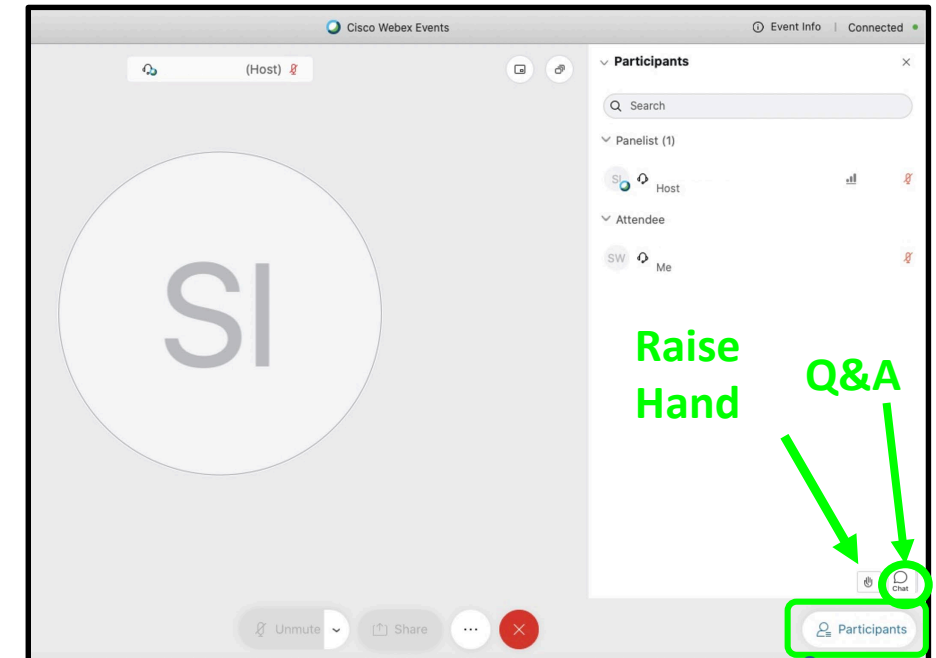 Cisco Webex Events
Event Info | Connected
(Host)
Participants
Search
Panelist (1)
SI
Host
Attendee
SW
Me
SI
Raise
Hand
Q&A
Chat
Unmute
Share
...
Participants